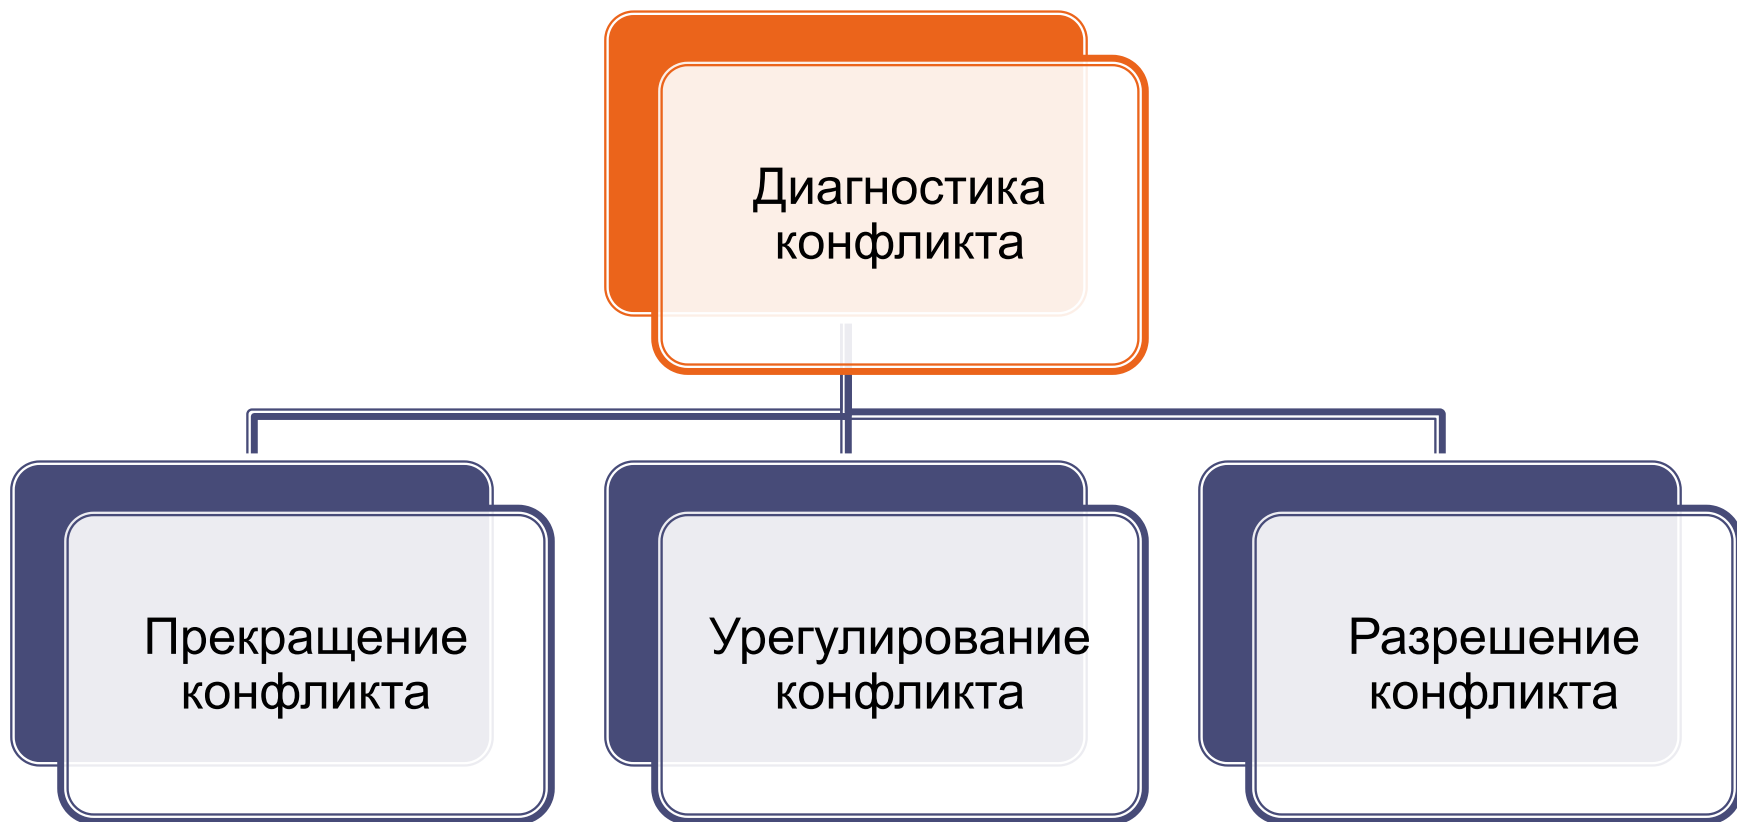 Диагностика
конфликта
Прекращение
конфликта
Урегулирование
конфликта
Разрешение
конфликта